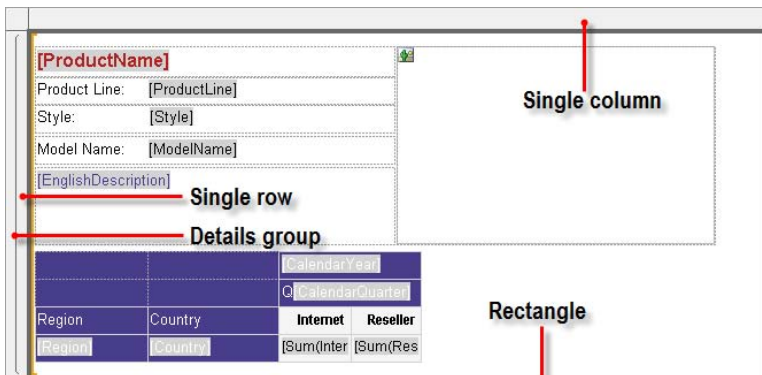 [ProductName]
Product Line: [ProductLine]
Single column
Style: [Style]
Model Name: [ModelName]
[EnglishDescription]
Single row
Details group
[CalendarYear]
Q[CalendarQuarter]
Region Country Internet Reseller
Rectangle
[Region] [Country] [Sum(Inter [Sum(Res